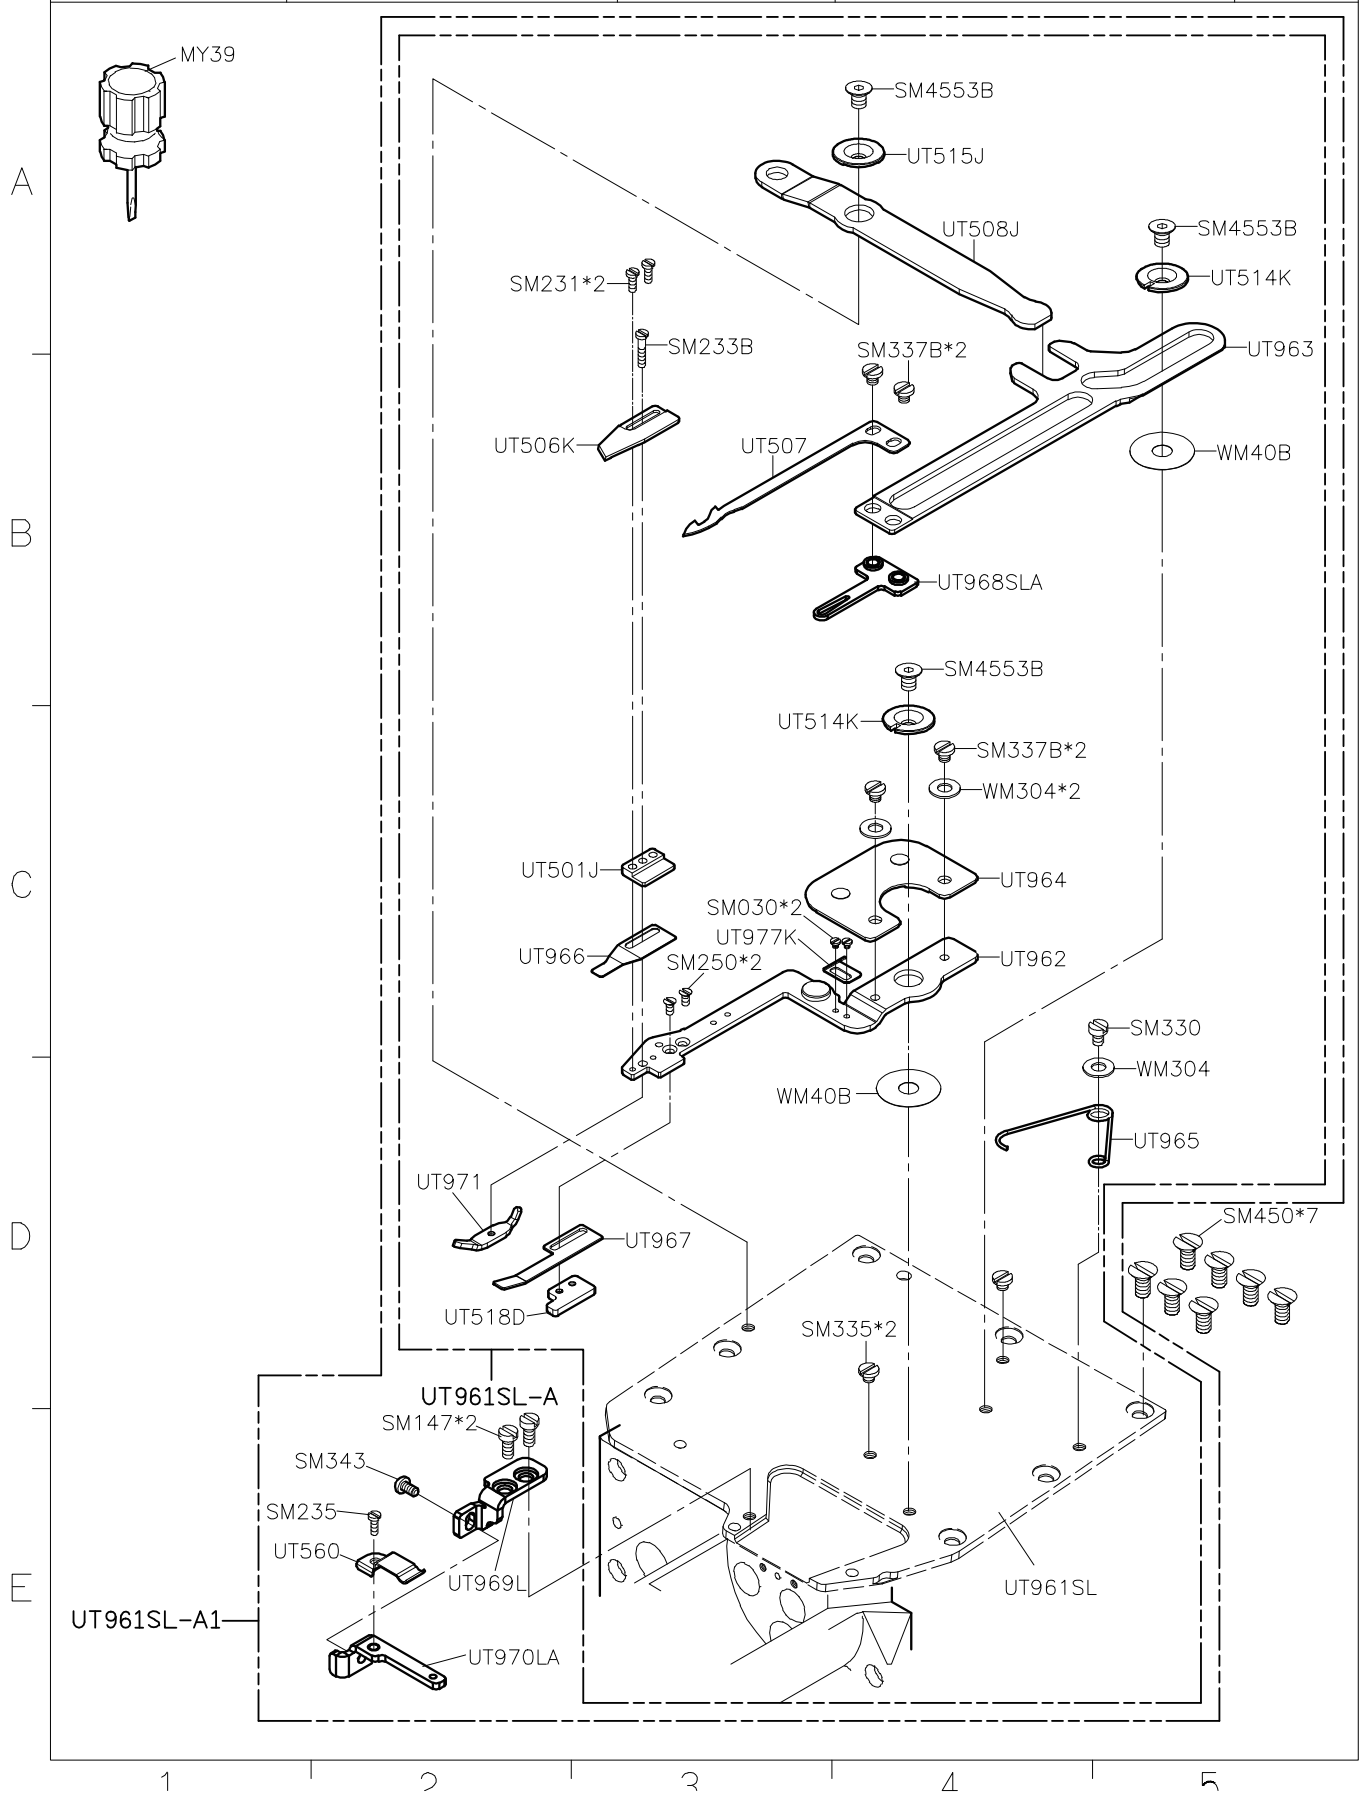 MY39
SM4553B
UT515J
A
UT508J
SM4553B
UT514K
SM231*2
SM233B
SM337B*2
UT963
UT506K
UT507
WM40B
B
UT968SLA
SM4553B
UT514K
SM337B*2
WM304*2
UT501J
UT964
C
SM030*2
UT977K
UT966
SM250*2
UT962
SM330
WM304
WM40B
UT965
UT971
SM450*7
D
UT967
UT518D
SM335*2
UT961SL-A
SM147*2
SM343
SM235
UT560
UT969L
UT961SL
E
UT961SL-A1
UT970LA
1 2 3 4 5